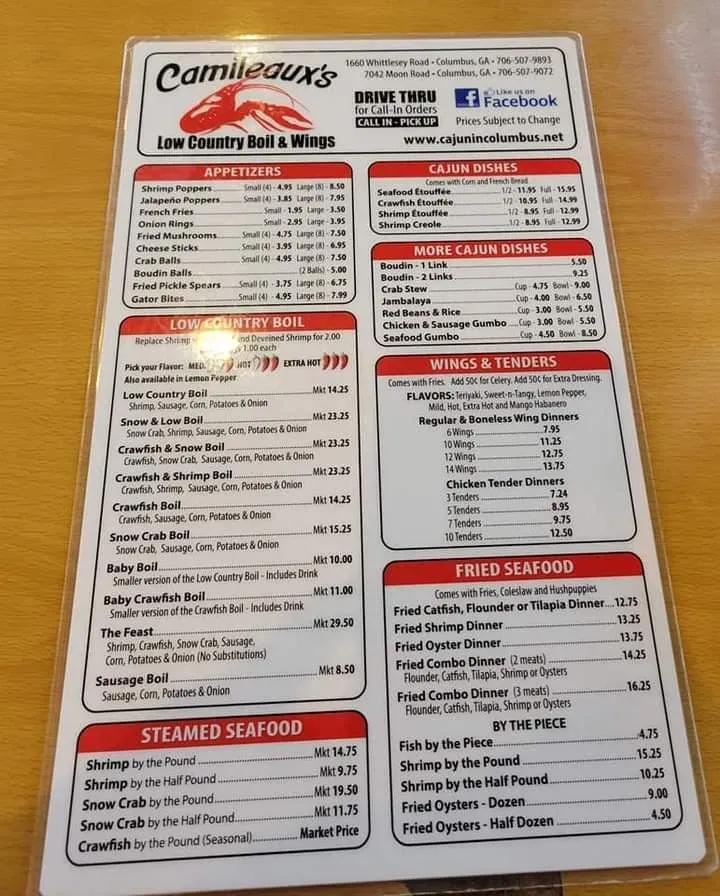 Camileaux's
Low Country Boil & Wings
1660 Whittlesey Road • Columbus, GA • 706-507-9893
7042 Moon Road • Columbus, GA • 706-507-9072
DRIVE THRU
for Call-In Orders
CALL IN - PICK UP
f Like us on
Facebook
Prices Subject to Change
www.cajunincolumbus.net
APPETIZERS
Shrimp Poppers Small (4) - 4.95 Large (8) - 8.50
Jalapeño Poppers Small (4) - 3.85 Large (8) - 7.95
French Fries Small - 1.95 Large - 3.50
Onion Rings Small - 2.95 Large - 3.95
Fried Mushrooms Small (4) - 4.75 Large (8) - 7.50
Cheese Sticks Small (4) - 3.95 Large (8) - 6.95
Crab Balls Small (4) - 4.95 Large (8) - 7.50
Boudin Balls (2 Balls) - 5.00
Fried Pickle Spears Small (4) - 3.75 Large (8) - 6.75
Gator Bites Small (4) - 4.95 Large (8) - 7.99
LOW COUNTRY BOIL
Replace Shrimp and Deveined Shrimp for 2.00
1.00 each
Pick your Flavor: MED. HOT EXTRA HOT
Also available in Lemon Pepper
Low Country Boil Mkt 14.25
Shrimp, Sausage, Corn, Potatoes & Onion
Snow & Low Boil Mkt 23.25
Snow Crab, Shrimp, Sausage, Corn, Potatoes & Onion
Crawfish & Snow Boil Mkt 23.25
Crawfish, Snow Crab, Sausage, Corn, Potatoes & Onion
Crawfish & Shrimp Boil Mkt 23.25
Crawfish, Shrimp, Sausage, Corn, Potatoes & Onion
Crawfish Boil Mkt 14.25
Crawfish, Sausage, Corn, Potatoes & Onion
Snow Crab Boil Mkt 15.25
Snow Crab, Sausage, Corn, Potatoes & Onion
Baby Boil Mkt 10.00
Smaller version of the Low Country Boil - Includes Drink
Baby Crawfish Boil Mkt 11.00
Smaller version of the Crawfish Boil - Includes Drink
The Feast Mkt 29.50
Shrimp, Crawfish, Snow Crab, Sausage,
Corn, Potatoes & Onion (No Substitutions)
Sausage Boil Mkt 8.50
Sausage, Corn, Potatoes & Onion
STEAMED SEAFOOD
Shrimp by the Pound Mkt 14.75
Shrimp by the Half Pound Mkt 9.75
Snow Crab by the Pound Mkt 19.50
Snow Crab by the Half Pound Mkt 11.75
Crawfish by the Pound (Seasonal) Market Price
CAJUN DISHES
Comes with Corn and French Bread
Seafood Étouffée 1/2 - 11.95 Full - 15.95
Crawfish Étouffée 1/2 - 10.95 Full - 14.99
Shrimp Étouffée 1/2 - 8.95 Full - 12.99
Shrimp Creole 1/2 - 8.95 Full - 12.99
MORE CAJUN DISHES
Boudin - 1 Link 5.50
Boudin - 2 Links 9.25
Crab Stew Cup - 4.75 Bowl - 9.00
Jambalaya Cup - 4.00 Bowl - 6.50
Red Beans & Rice Cup - 3.00 Bowl - 5.50
Chicken & Sausage Gumbo Cup - 3.00 Bowl - 5.50
Seafood Gumbo Cup - 4.50 Bowl - 8.50
WINGS & TENDERS
Comes with Fries. Add 50¢ for Celery. Add 50¢ for Extra Dressing.
FLAVORS: Teriyaki, Sweet-n-Tangy, Lemon Pepper,
Mild, Hot, Extra Hot and Mango Habanero
Regular & Boneless Wing Dinners
6 Wings 7.95
10 Wings 11.25
12 Wings 12.75
14 Wings 13.75
Chicken Tender Dinners
3 Tenders 7.24
5 Tenders 8.95
7 Tenders 9.75
10 Tenders 12.50
FRIED SEAFOOD
Comes with Fries, Coleslaw and Hushpuppies
Fried Catfish, Flounder or Tilapia Dinner 12.75
Fried Shrimp Dinner 13.25
Fried Oyster Dinner 13.75
Fried Combo Dinner (2 meats) 14.25
Flounder, Catfish, Tilapia, Shrimp or Oysters
Fried Combo Dinner (3 meats) 16.25
Flounder, Catfish, Tilapia, Shrimp or Oysters
BY THE PIECE
Fish by the Piece 4.75
Shrimp by the Pound 15.25
Shrimp by the Half Pound 10.25
Fried Oysters - Dozen 9.00
Fried Oysters - Half Dozen 4.50